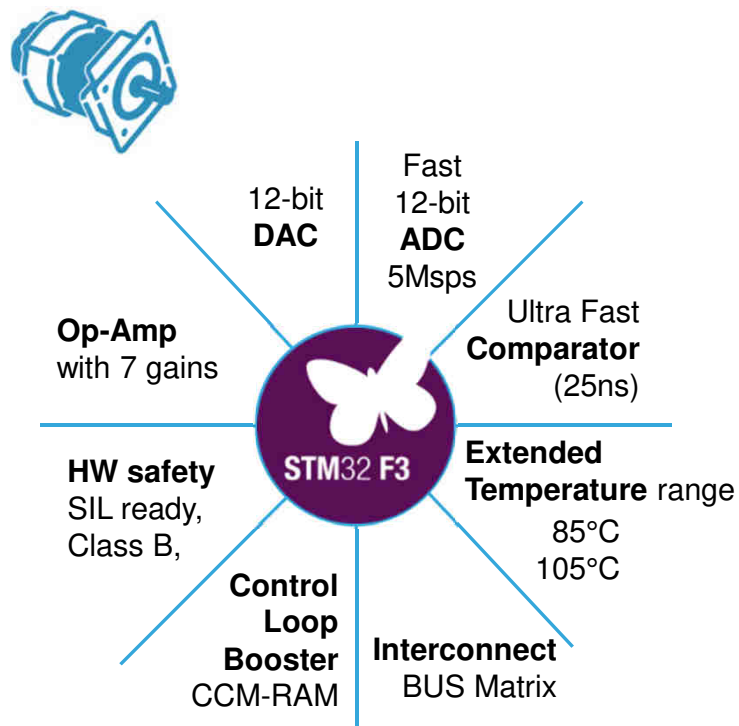 12-bit
DAC
Fast
12-bit
ADC
5Msps
Op-Amp
with 7 gains
Ultra Fast
Comparator
(25ns)
STM32 F3
HW safety
SIL ready,
Class B,
Extended
Temperature range
85°C
105°C
Control
Loop
Booster
CCM-RAM
Interconnect
BUS Matrix